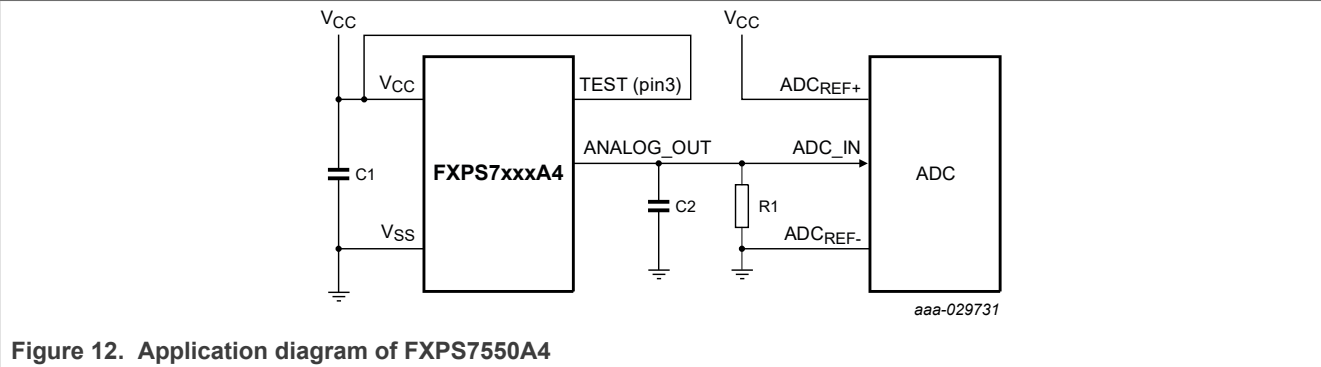 VCC
VCC
VCC
TEST (pin3)
ADCREF+
ANALOG_OUT
ADC_IN
C1
FXPS7xxxA4
ADC
C2
R1
VSS
ADCREF-
aaa-029731
Figure 12. Application diagram of FXPS7550A4